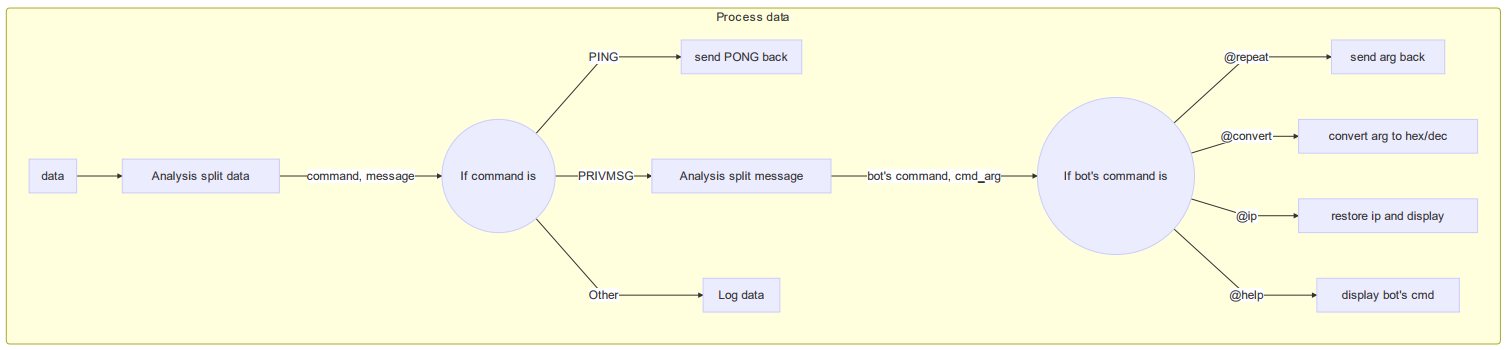 Process data
data
Analysis split data
command, message
If command is
PING
send PONG back
PRIVMSG
Analysis split message
Other
Log data
bot's command, cmd_arg
If bot's command is
@repeat
send arg back
@convert
convert arg to hex/dec
@ip
restore ip and display
@help
display bot's cmd